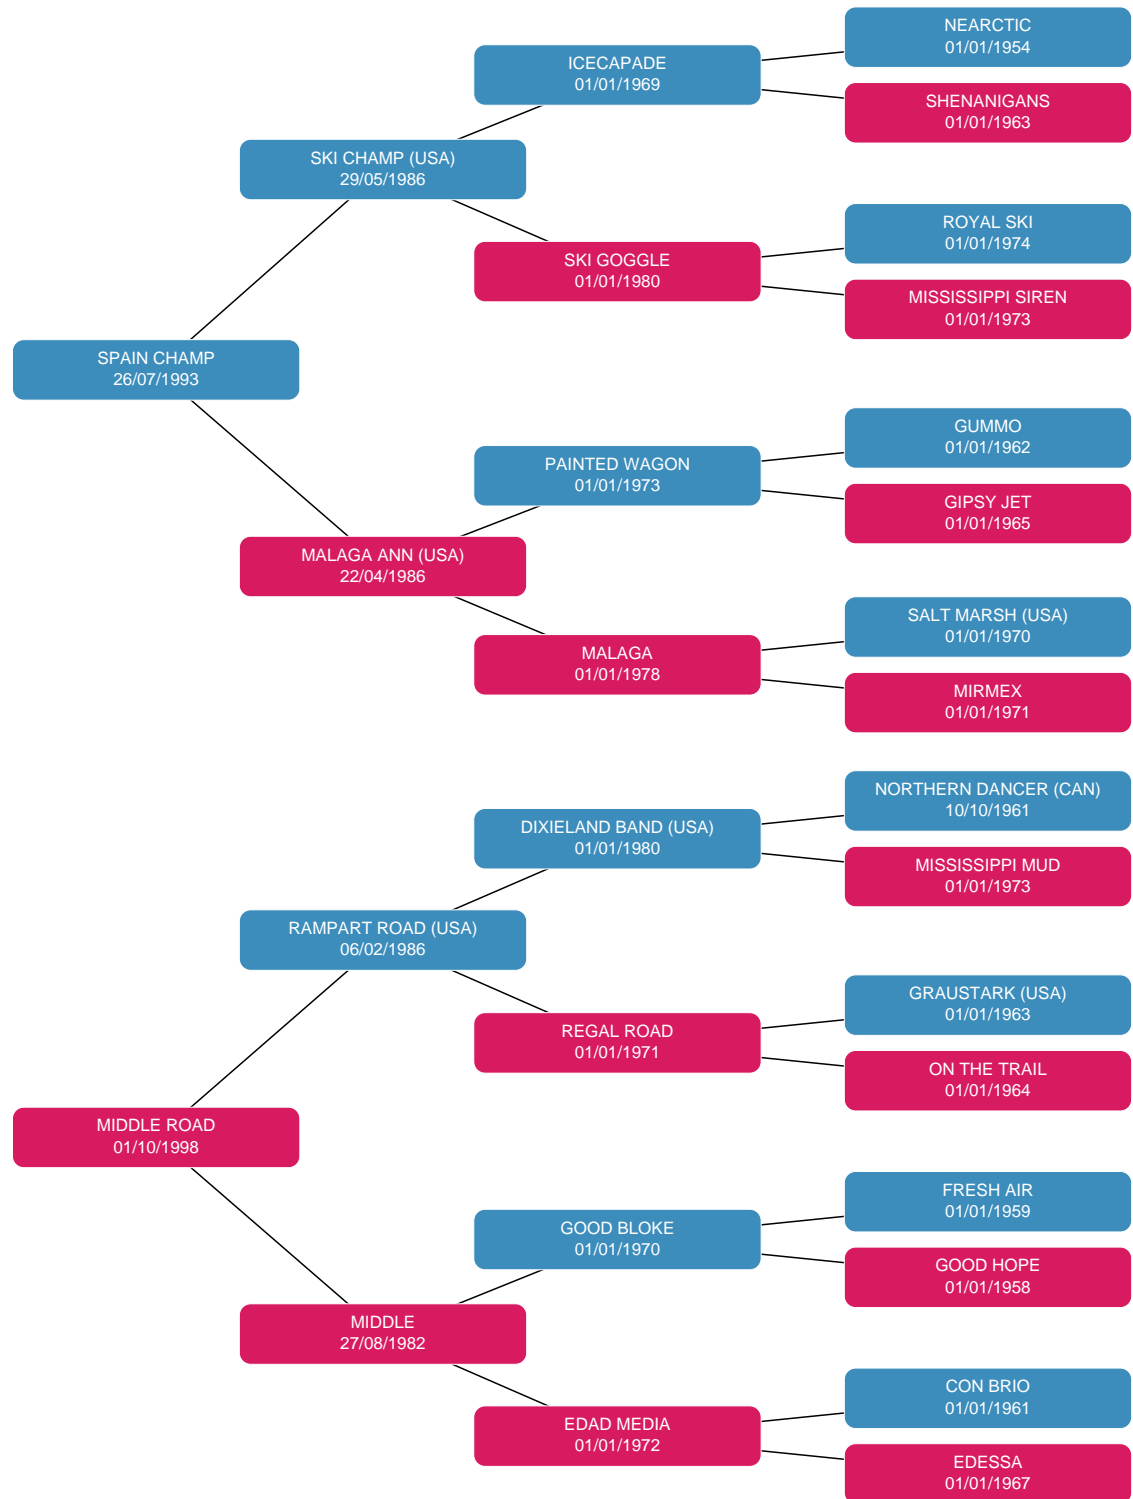 NEARCTIC
01/01/1954
ICECAPADE
01/01/1969
SHENANIGANS
01/01/1963
SKI CHAMP (USA)
29/05/1986
ROYAL SKI
01/01/1974
SKI GOGGLE
01/01/1980
MISSISSIPPI SIREN
01/01/1973
SPAIN CHAMP
26/07/1993
GUMMO
01/01/1962
PAINTED WAGON
01/01/1973
GIPSY JET
01/01/1965
MALAGA ANN (USA)
22/04/1986
SALT MARSH (USA)
01/01/1970
MALAGA
01/01/1978
MIRMEX
01/01/1971
NORTHERN DANCER (CAN)
10/10/1961
DIXIELAND BAND (USA)
01/01/1980
MISSISSIPPI MUD
01/01/1973
RAMPART ROAD (USA)
06/02/1986
GRAUSTARK (USA)
01/01/1963
REGAL ROAD
01/01/1971
ON THE TRAIL
01/01/1964
MIDDLE ROAD
01/10/1998
FRESH AIR
01/01/1959
GOOD BLOKE
01/01/1970
GOOD HOPE
01/01/1958
MIDDLE
27/08/1982
CON BRIO
01/01/1961
EDAD MEDIA
01/01/1972
EDESSA
01/01/1967